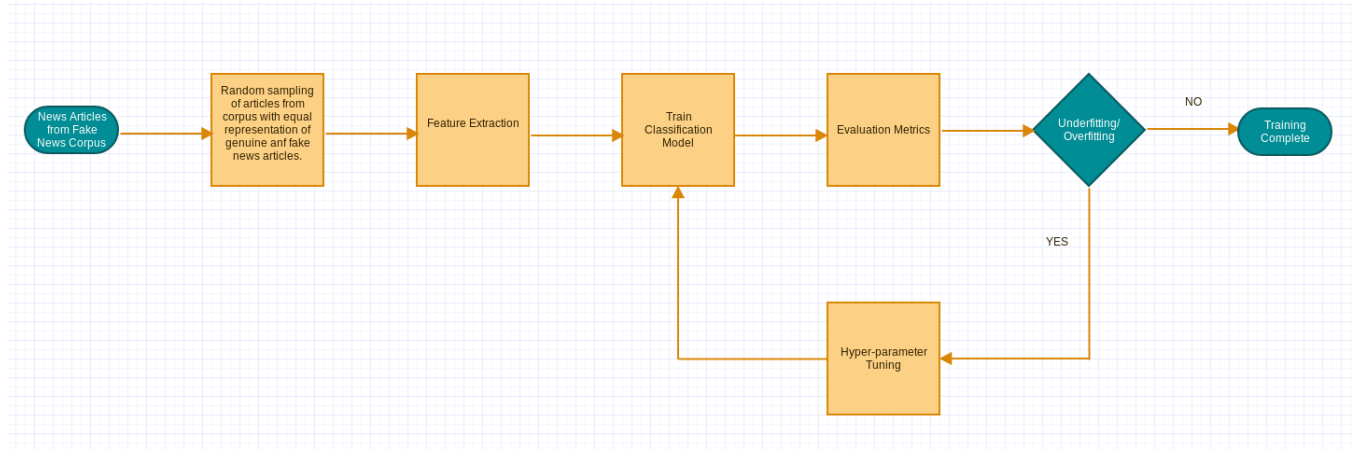 News Articles
from Fake
News Corpus
Random sampling
of articles from
corpus with equal
representation of
genuine anf fake
news articles.
Feature Extraction
Train
Classification
Model
Evaluation Metrics
Underfitting/
Overfitting
NO
Training
Complete
YES
Hyper-parameter
Tuning